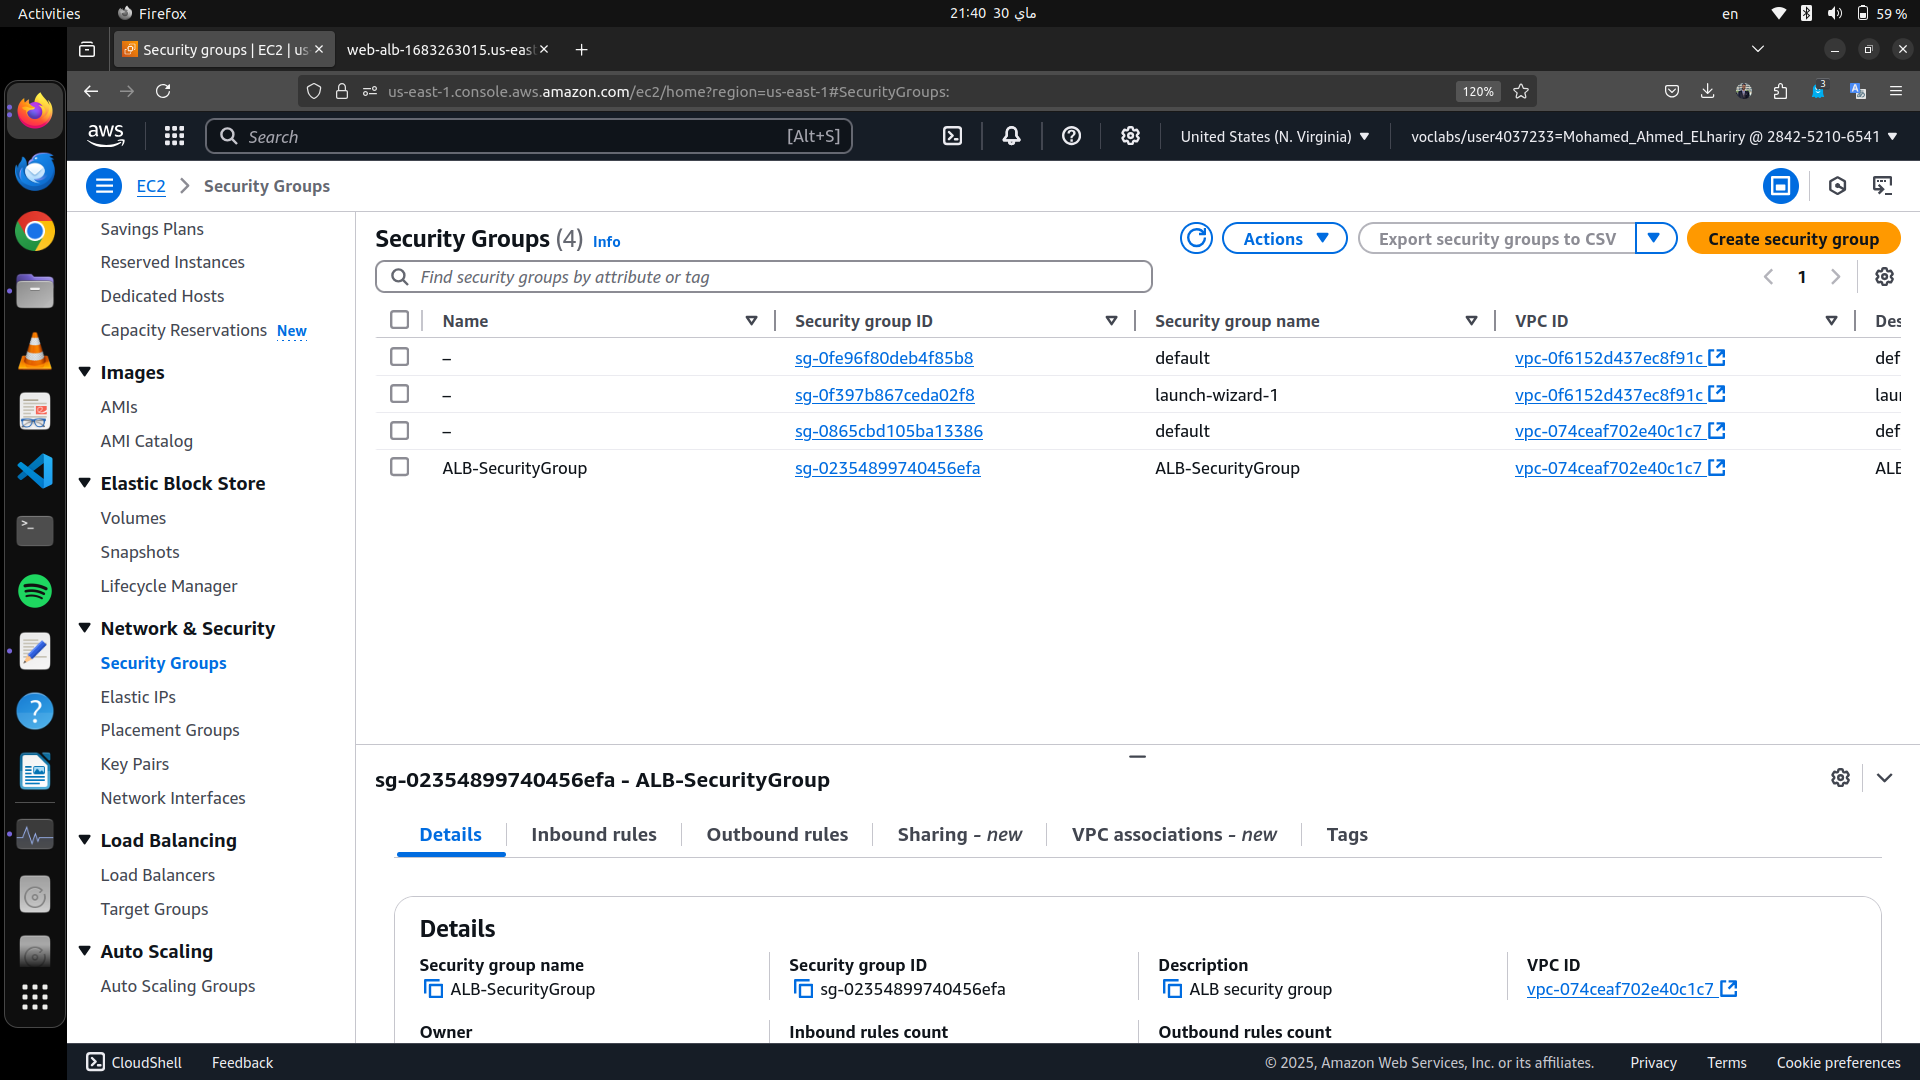 Activities
Firefox
21:40 30 ماي
en
59 %
Security groups | EC2 | us
web-alb-1683263015.us-east
us-east-1.console.aws.amazon.com/ec2/home?region=us-east-1#SecurityGroups:
120%
3
aws
Search
[Alt+S]
United States (N. Virginia)
voclabs/user4037233=Mohamed_Ahmed_ELhariry @ 2842-5210-6541
EC2
Security Groups
Savings Plans
Reserved Instances
Dedicated Hosts
Capacity Reservations New
Images
AMIs
AMI Catalog
Elastic Block Store
Volumes
Snapshots
Lifecycle Manager
Network & Security
Security Groups
Elastic IPs
Placement Groups
Key Pairs
Network Interfaces
Load Balancing
Load Balancers
Target Groups
Auto Scaling
Auto Scaling Groups
Security Groups (4) Info
Actions
Export security groups to CSV
Create security group
Find security groups by attribute or tag
1
Name Security group ID Security group name VPC ID Des
– sg-0fe96f80deb4f85b8 default vpc-0f6152d437ec8f91c def
– sg-0f397b867ceda02f8 launch-wizard-1 vpc-0f6152d437ec8f91c laun
– sg-0865cbd105ba13386 default vpc-074ceaf702e40c1c7 def
ALB-SecurityGroup sg-02354899740456efa ALB-SecurityGroup vpc-074ceaf702e40c1c7 ALB
sg-02354899740456efa - ALB-SecurityGroup
Details Inbound rules Outbound rules Sharing - new VPC associations - new Tags
Details
Security group name
ALB-SecurityGroup
Security group ID
sg-02354899740456efa
Description
ALB security group
VPC ID
vpc-074ceaf702e40c1c7
Owner
Inbound rules count
Outbound rules count
CloudShell
Feedback
© 2025, Amazon Web Services, Inc. or its affiliates.
Privacy
Terms
Cookie preferences